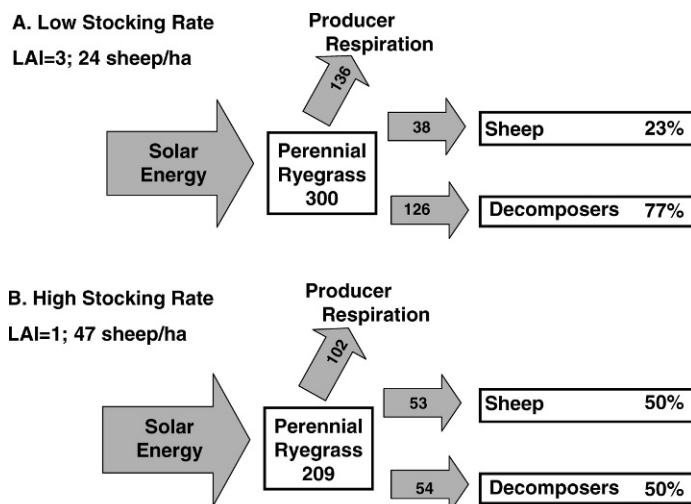 A. Low Stocking Rate
LAI=3; 24 sheep/ha
Producer
Respiration
136
Solar
Energy
Perennial
Ryegrass
300
38
Sheep 23%
126
Decomposers 77%
B. High Stocking Rate
LAI=1; 47 sheep/ha
Producer
Respiration
102
Solar
Energy
Perennial
Ryegrass
209
53
Sheep 50%
54
Decomposers 50%